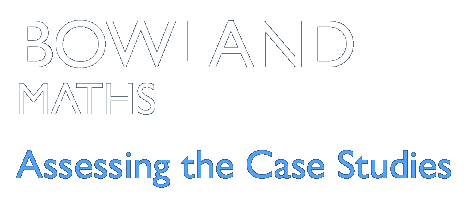 BOWLAND
MATHS
Assessing the Case Studies